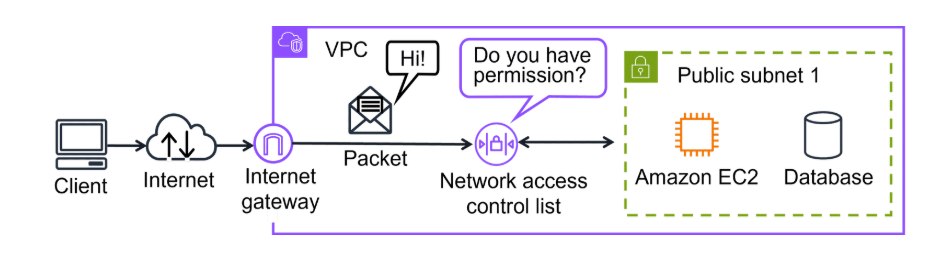 VPC
Hi!
Do you have
permission?
Public subnet 1
Client
Internet
Internet
gateway
Packet
Network access
control list
Amazon EC2
Database